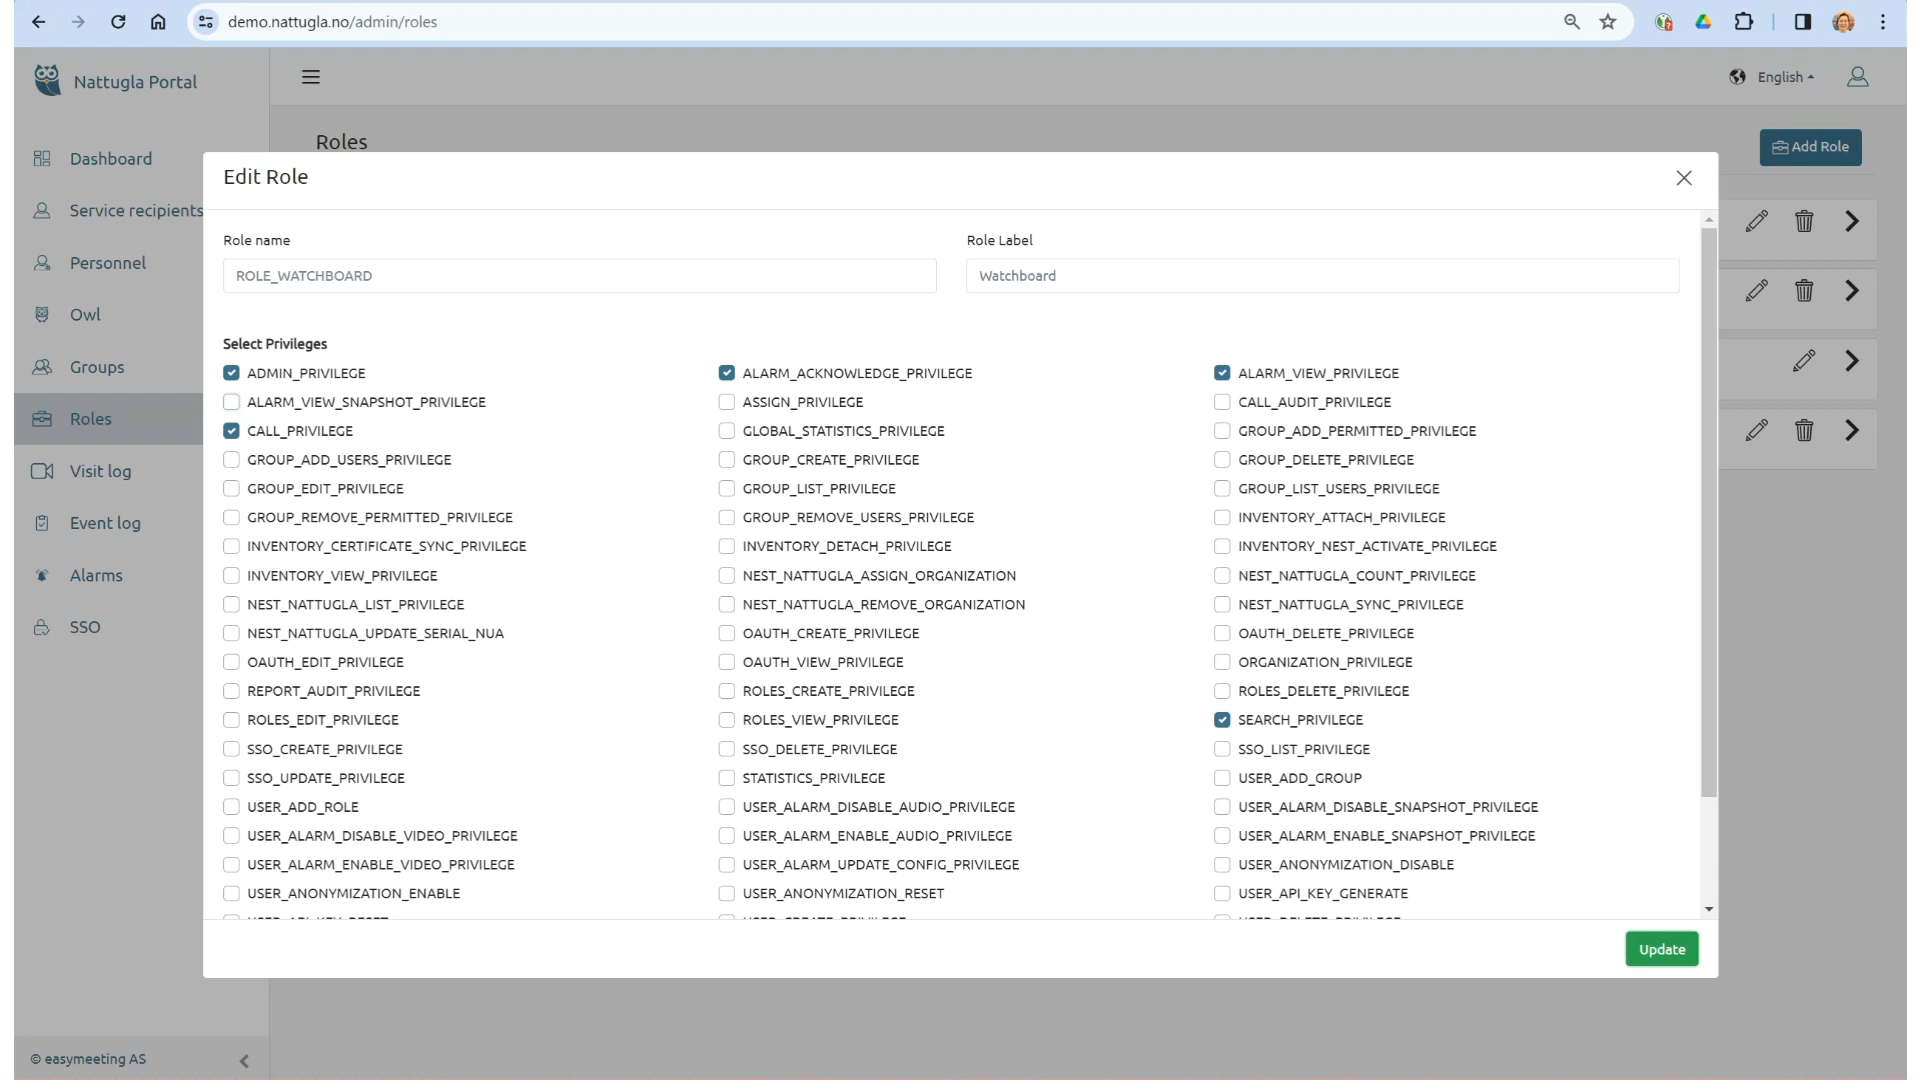 demo.nattugla.no/admin/roles
Nattugla Portal
English
Roles
Add Role
Dashboard
Service recipients
Personnel
Owl
Groups
Roles
Visit log
Event log
Alarms
SSO
Edit Role
Role name
Role Label
ROLE_WATCHBOARD
Watchboard
Select Privileges
ADMIN_PRIVILEGE
ALARM_ACKNOWLEDGE_PRIVILEGE
ALARM_VIEW_PRIVILEGE
ALARM_VIEW_SNAPSHOT_PRIVILEGE
ASSIGN_PRIVILEGE
CALL_AUDIT_PRIVILEGE
CALL_PRIVILEGE
GLOBAL_STATISTICS_PRIVILEGE
GROUP_ADD_PERMITTED_PRIVILEGE
GROUP_ADD_USERS_PRIVILEGE
GROUP_CREATE_PRIVILEGE
GROUP_DELETE_PRIVILEGE
GROUP_EDIT_PRIVILEGE
GROUP_LIST_PRIVILEGE
GROUP_LIST_USERS_PRIVILEGE
GROUP_REMOVE_PERMITTED_PRIVILEGE
GROUP_REMOVE_USERS_PRIVILEGE
INVENTORY_ATTACH_PRIVILEGE
INVENTORY_CERTIFICATE_SYNC_PRIVILEGE
INVENTORY_DETACH_PRIVILEGE
INVENTORY_NEST_ACTIVATE_PRIVILEGE
INVENTORY_VIEW_PRIVILEGE
NEST_NATTUGLA_ASSIGN_ORGANIZATION
NEST_NATTUGLA_COUNT_PRIVILEGE
NEST_NATTUGLA_LIST_PRIVILEGE
NEST_NATTUGLA_REMOVE_ORGANIZATION
NEST_NATTUGLA_SYNC_PRIVILEGE
NEST_NATTUGLA_UPDATE_SERIAL_NUA
OAUTH_CREATE_PRIVILEGE
OAUTH_DELETE_PRIVILEGE
OAUTH_EDIT_PRIVILEGE
OAUTH_VIEW_PRIVILEGE
ORGANIZATION_PRIVILEGE
REPORT_AUDIT_PRIVILEGE
ROLES_CREATE_PRIVILEGE
ROLES_DELETE_PRIVILEGE
ROLES_EDIT_PRIVILEGE
ROLES_VIEW_PRIVILEGE
SEARCH_PRIVILEGE
SSO_CREATE_PRIVILEGE
SSO_DELETE_PRIVILEGE
SSO_LIST_PRIVILEGE
SSO_UPDATE_PRIVILEGE
STATISTICS_PRIVILEGE
USER_ADD_GROUP
USER_ADD_ROLE
USER_ALARM_DISABLE_AUDIO_PRIVILEGE
USER_ALARM_DISABLE_SNAPSHOT_PRIVILEGE
USER_ALARM_DISABLE_VIDEO_PRIVILEGE
USER_ALARM_ENABLE_AUDIO_PRIVILEGE
USER_ALARM_ENABLE_SNAPSHOT_PRIVILEGE
USER_ALARM_ENABLE_VIDEO_PRIVILEGE
USER_ALARM_UPDATE_CONFIG_PRIVILEGE
USER_ANONYMIZATION_DISABLE
USER_ANONYMIZATION_ENABLE
USER_ANONYMIZATION_RESET
USER_API_KEY_GENERATE
USER_API_KEY_RESET
USER_CREATE_PRIVILEGE
USER_DELETE_PRIVILEGE
Update
© easymeeting AS